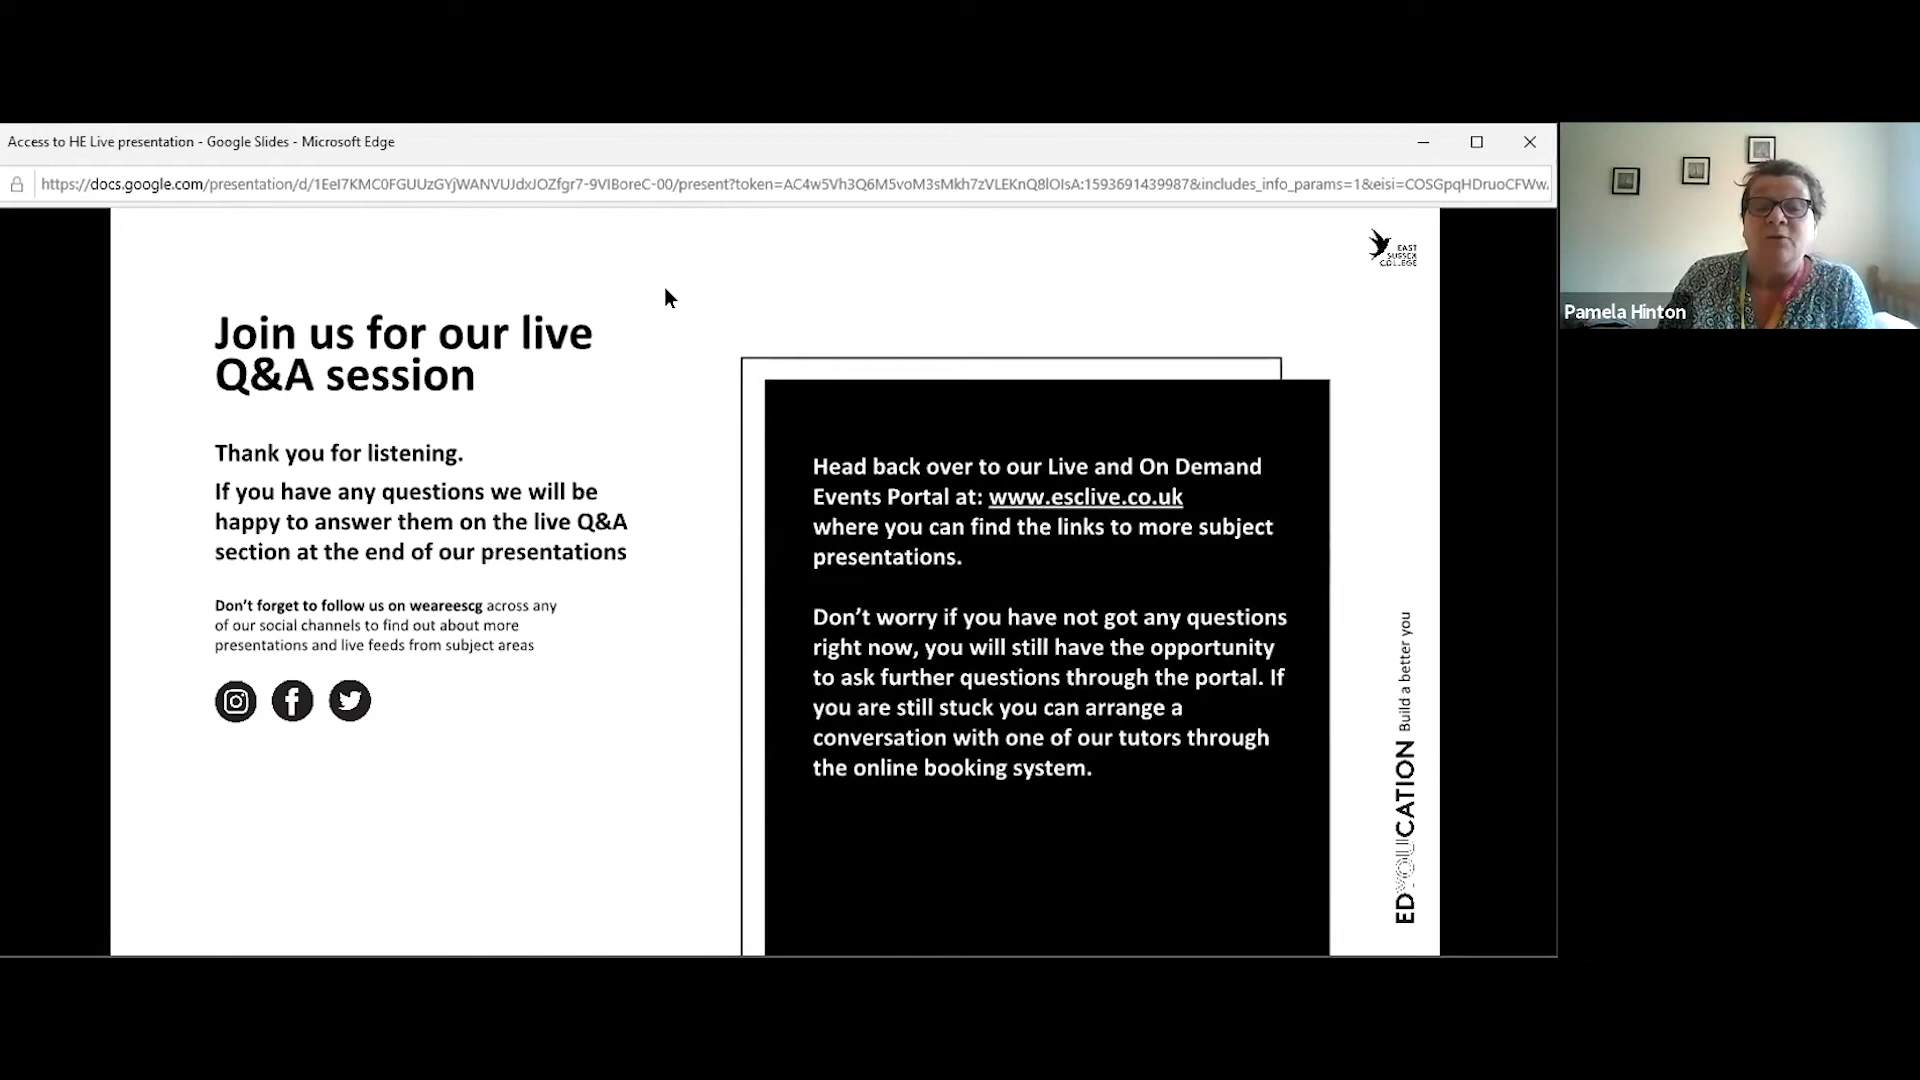 Access to HE Live presentation - Google Slides - Microsoft Edge
https://docs.google.com/presentation/d/1EeI7KMC0FGUUzGYjWANVUJdxJOZfgr7-9VIBoreC-00/present?token=AC4w5Vh3Q6M5voM3sMkh7zVLEKnQ8lOIsA:1593691439987&includes_info_params=1&eisi=COSGpqHDruoCFWw.
EAST
SUSSEX
COLLEGE
Pamela Hinton
Join us for our live
Q&A session
Thank you for listening.
If you have any questions we will be
happy to answer them on the live Q&A
section at the end of our presentations
Don't forget to follow us on weareescg across any
of our social channels to find out about more
presentations and live feeds from subject areas
Head back over to our Live and On Demand
Events Portal at: www.esclive.co.uk
where you can find the links to more subject
presentations.
Don't worry if you have not got any questions
right now, you will still have the opportunity
to ask further questions through the portal. If
you are still stuck you can arrange a
conversation with one of our tutors through
the online booking system.
EDYOUCATION Build a better you